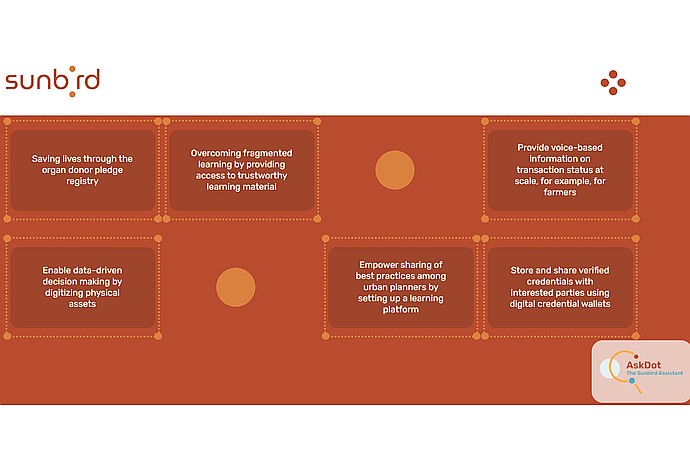 sunbird
Saving lives through the
organ donor pledge
registry
Overcoming fragmented
learning by providing
access to trustworthy
learning material
Provide voice-based
information on
transaction status at
scale, for example, for
farmers
Enable data-driven
decision making by
digitizing physical
assets
Empower sharing of
best practices among
urban planners by
setting up a learning
platform
Store and share verified
credentials with
interested parties using
digital credential wallets
AskDot
The Sunbird Assistant